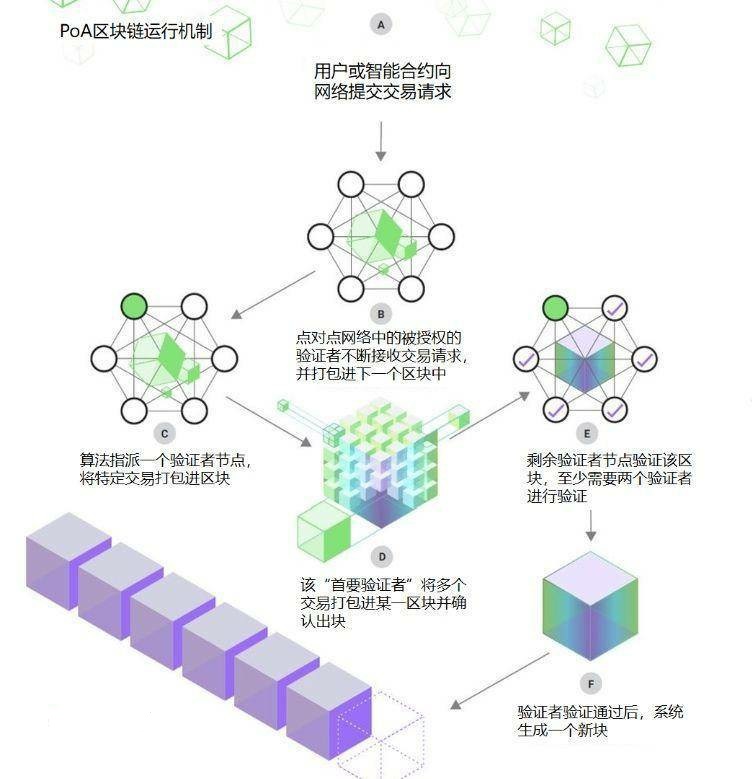 PoA区块链运行机制
A
用户或智能合约向
网络提交交易请求
B
点对点网络中的被授权的
验证者不断接收交易请求，
并打包进下一个区块中
C
算法指派一个验证者节点，
将特定交易打包进区块
D
该“首要验证者”将多个
交易打包进某一区块并确
认出块
E
剩余验证者节点验证该区
块，至少需要两个验证者
进行验证
F
验证者验证通过后，系统
生成一个新块